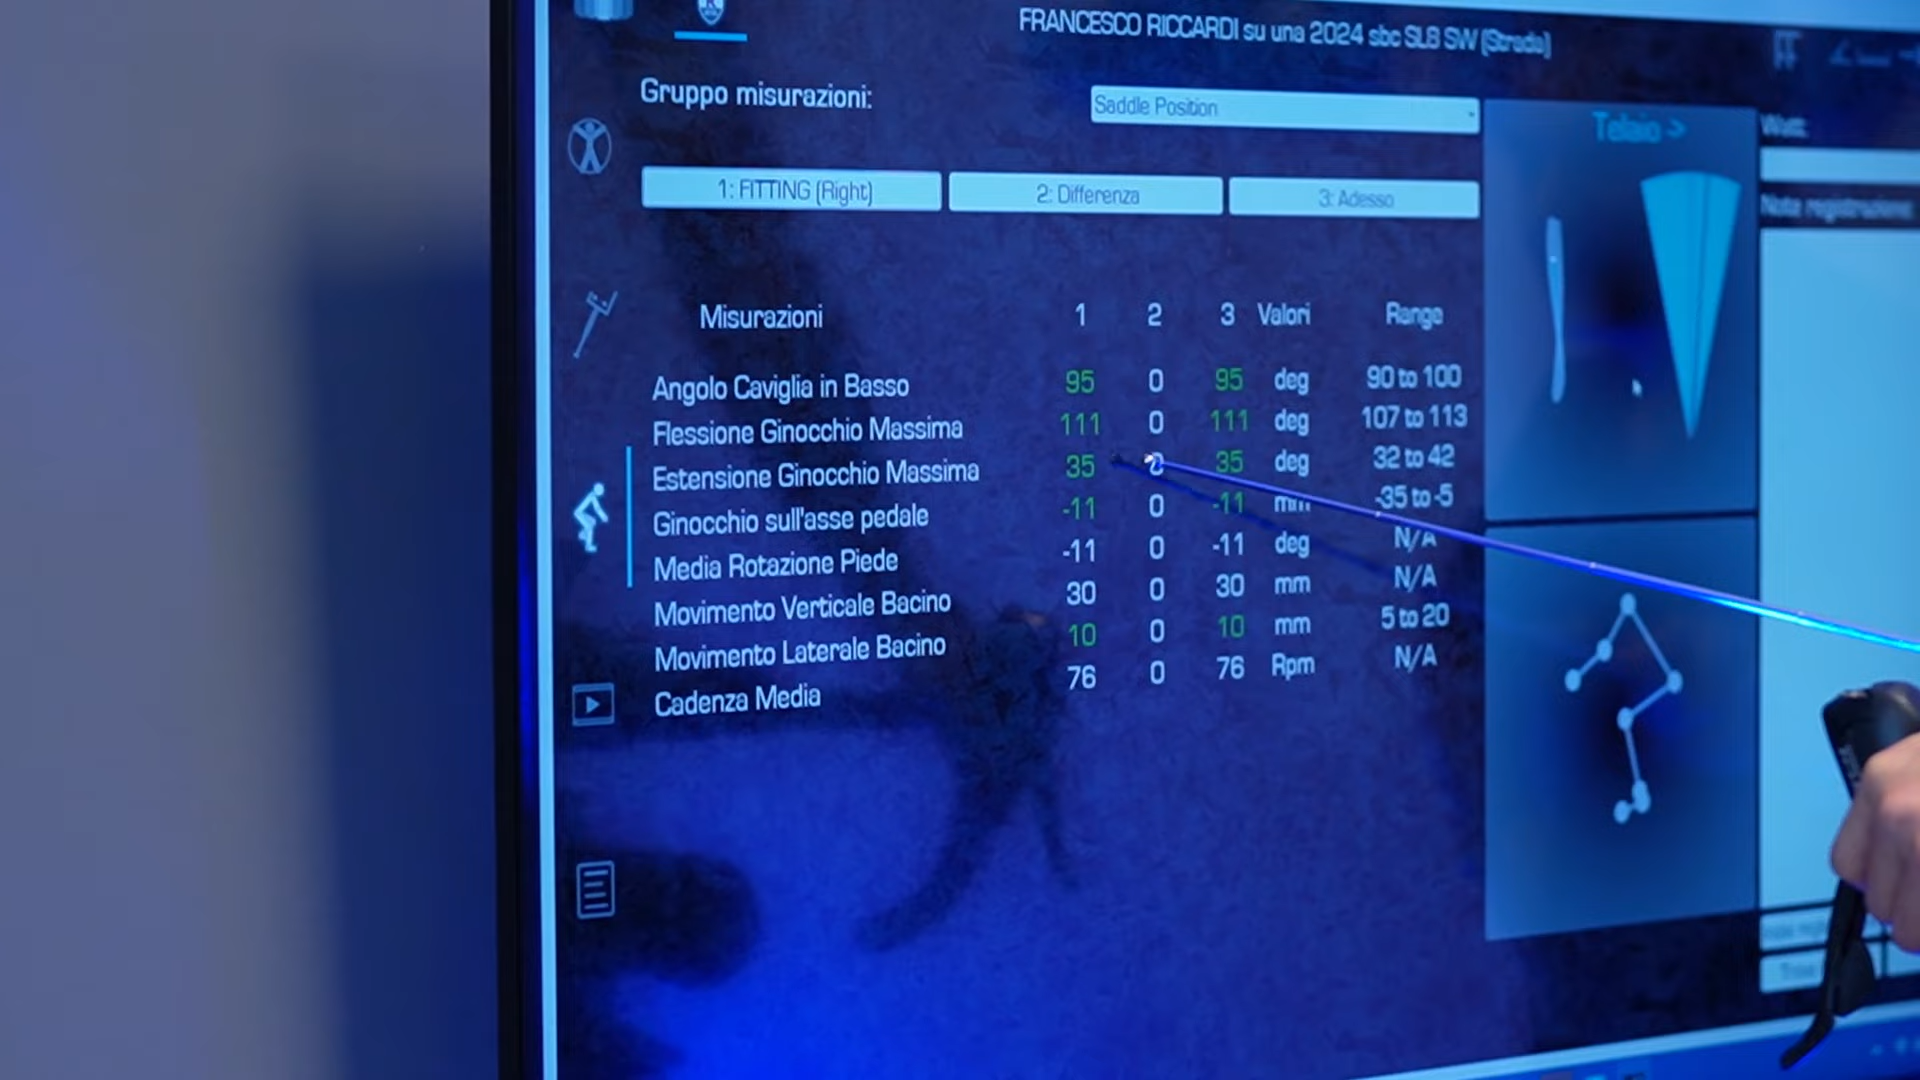 FRANCESCO RICCARDI su una 2024 sbc SL8 SW (Strada)
Gruppo misurazioni:
Saddle Position
1: FITTING (Right)
2: Differenza
3: Adesso
Telaio >
Watt:
Note registrazione:
Misurazioni 1 2 3 Valori Range
Angolo Caviglia in Basso 95 0 95 deg 90 to 100
Flessione Ginocchio Massima 111 0 111 deg 107 to 113
Estensione Ginocchio Massima 35 0 35 deg 32 to 42
Ginocchio sull'asse pedale -11 0 -11 mm -35 to -5
Media Rotazione Piede -11 0 -11 deg N/A
Movimento Verticale Bacino 30 0 30 mm N/A
Movimento Laterale Bacino 10 0 10 mm 5 to 20
Cadenza Media 76 0 76 Rpm N/A